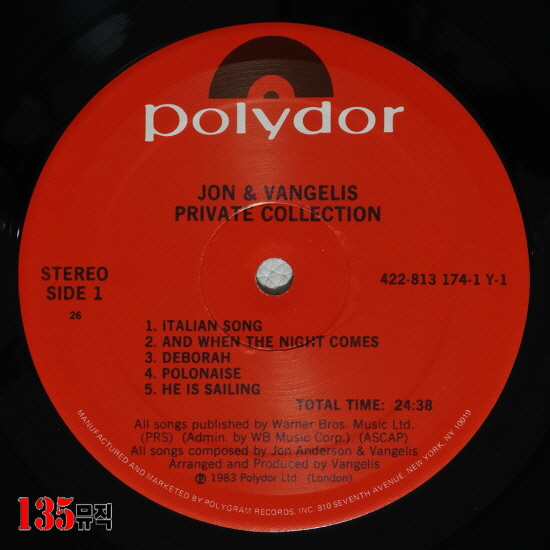 polydor
JON & VANGELIS
PRIVATE COLLECTION
STEREO
SIDE 1
422-813 174-1 Y-1
26
1. ITALIAN SONG
2. AND WHEN THE NIGHT COMES
3. DEBORAH
4. POLONAISE
5. HE IS SAILING
TOTAL TIME: 24:38
All songs published by Warner Bros. Music Ltd.
(PRS) (Admin. by WB Music Corp.) (ASCAP)
All songs composed by Jon Anderson & Vangelis
Arranged and Produced by Vangelis
℗ 1983 Polydor Ltd. (London)
MANUFACTURED AND MARKETED BY POLYGRAM RECORDS, INC. 810 SEVENTH AVENUE, NEW YORK, NY 10019
135뮤직